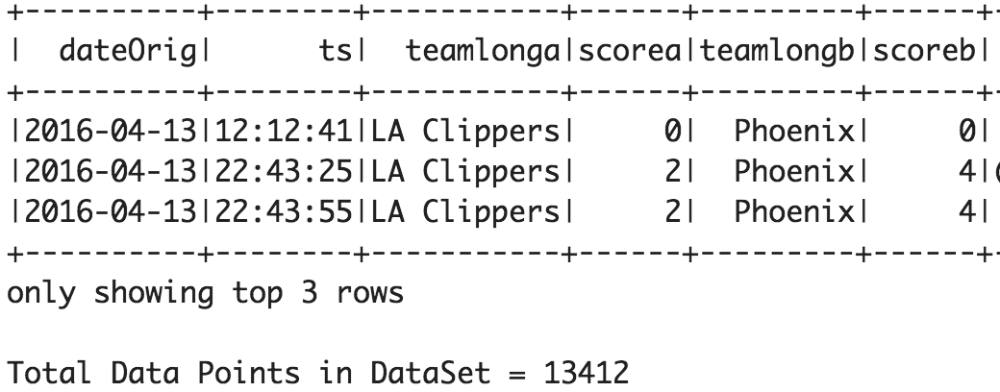 +----------+--------+-----------+------+---------+------+-
|  dateOrig|      ts|  teamlonga|scorea|teamlongb|scoreb|
+----------+--------+-----------+------+---------+------+-
|2016-04-13|12:12:41|LA Clippers|     0|  Phoenix|     0|
|2016-04-13|22:43:25|LA Clippers|     2|  Phoenix|     4|
|2016-04-13|22:43:55|LA Clippers|     2|  Phoenix|     4|
+----------+--------+-----------+------+---------+------+-
only showing top 3 rows
Total Data Points in DataSet = 13412